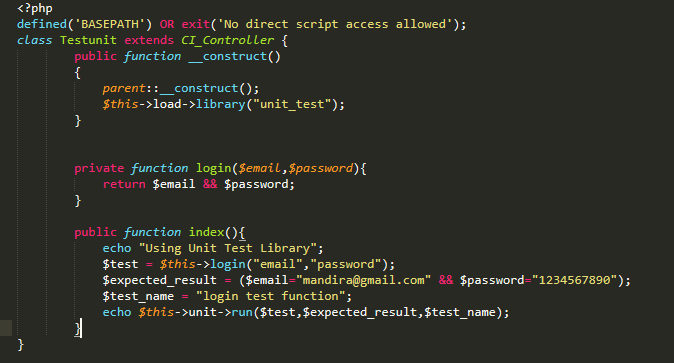 <?php
defined('BASEPATH') OR exit('No direct script access allowed');
class Testunit extends CI_Controller {
public function __construct()
{
parent::__construct();
$this->load->library("unit_test");
}
private function login($email,$password){
return $email && $password;
}
public function index(){
echo "Using Unit Test Library";
$test = $this->login("email","password");
$expected_result = ($email="mandira@gmail.com" && $password="1234567890");
$test_name = "login test function";
echo $this->unit->run($test,$expected_result,$test_name);
}
}